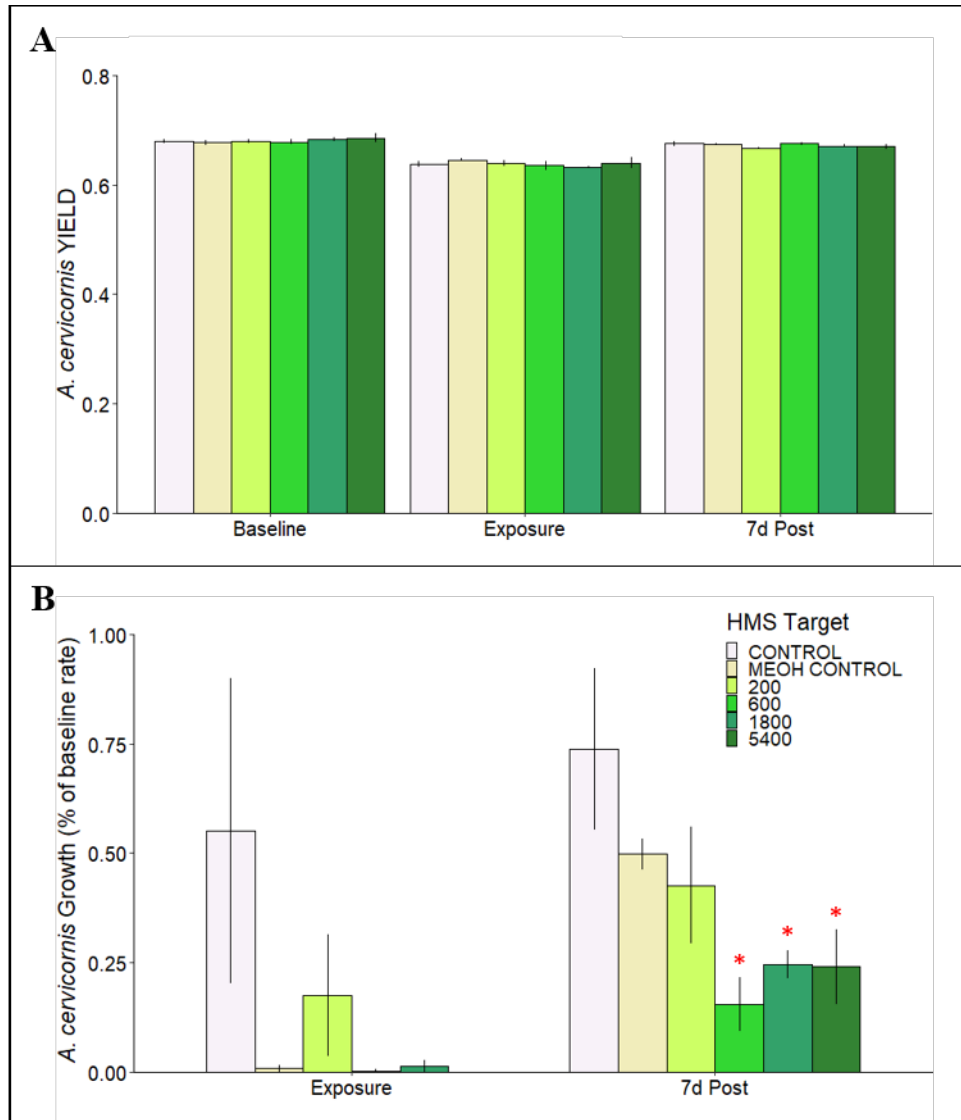 A
A. cervicornis YIELD
0.8
0.6
0.4
0.2
0.0
Baseline
Exposure
7d Post
B
A. cervicornis Growth (% of baseline rate)
1.00
0.75
0.50
0.25
0.00
HMS Target
CONTROL
MEOH CONTROL
200
600
1800
5400
*
*
*
Exposure
7d Post